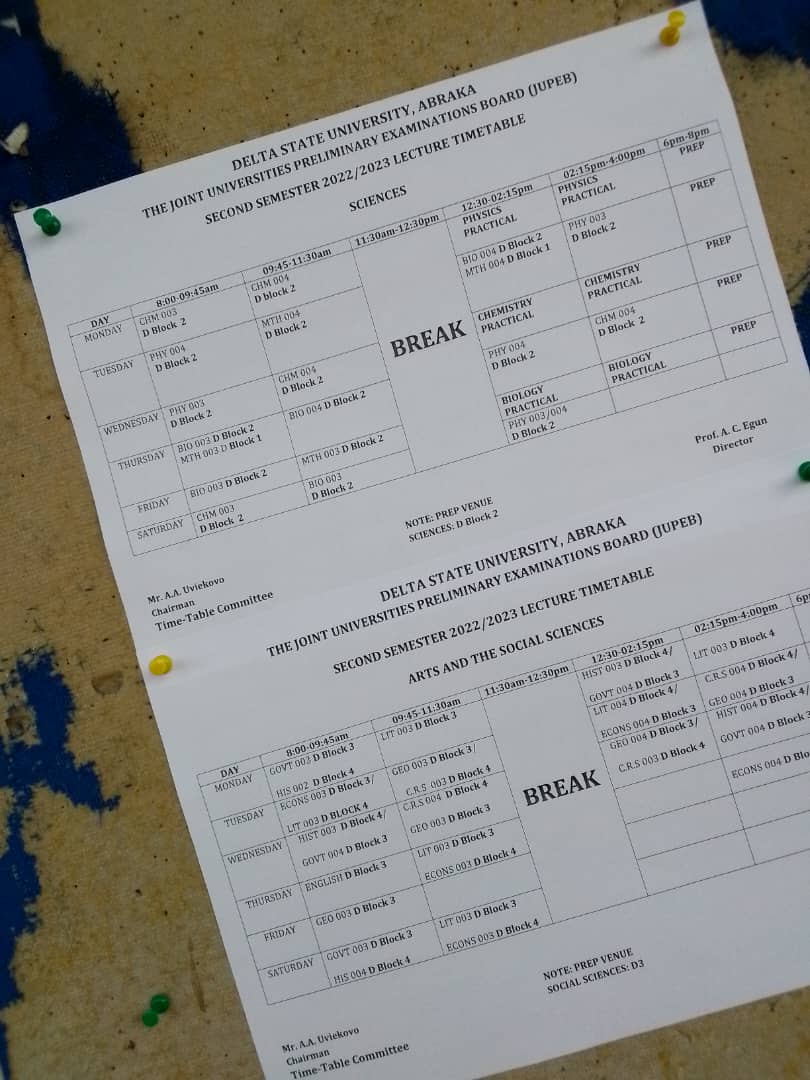 DELTA STATE UNIVERSITY, ABRAKA
THE JOINT UNIVERSITIES PRELIMINARY EXAMINATIONS BOARD (JUPEB)
SECOND SEMESTER 2022/2023 LECTURE TIMETABLE
SCIENCES
DAY 8:00-09:45am 09:45-11:30am 11:30am-12:30pm 12:30-02:15pm 02:15pm-4:00pm 6pm-8pm
MONDAY CHM 003 CHM 004 PHYSICS PHYSICS PREP
D Block 2 D block 2 PRACTICAL PRACTICAL
TUESDAY PHY 004 MTH 004 BIO 004 D Block 2 PHY 003 PREP
D Block 2 D Block 2 MTH 004 D Block 1 D Block 2
BREAK
WEDNESDAY PHY 003 CHM 004 CHEMISTRY CHEMISTRY PREP
D Block 2 D Block 2 PRACTICAL PRACTICAL
THURSDAY BIO 003 D Block 2 BIO 004 D Block 2 PHY 004 CHM 004 PREP
MTH 003 D Block 1 D Block 2 D Block 2
FRIDAY BIO 003 D Block 2 MTH 003 D Block 2 BIOLOGY BIOLOGY PREP
PRACTICAL PRACTICAL
SATURDAY CHM 003 BIO 003 PHY 003/004
D Block 2 D Block 2 D Block 2
Prof. A. C. Egun
Director
NOTE: PREP VENUE
SCIENCES: D Block 2
Mr. A.A. Uviekovo
Chairman
Time-Table Committee
DELTA STATE UNIVERSITY, ABRAKA
THE JOINT UNIVERSITIES PRELIMINARY EXAMINATIONS BOARD (JUPEB)
SECOND SEMESTER 2022/2023 LECTURE TIMETABLE
ARTS AND THE SOCIAL SCIENCES
DAY 8:00-09:45am 09:45-11:30am 11:30am-12:30pm 12:30-02:15pm 02:15pm-4:00pm
MONDAY GOVT 003 D Block 3 LIT 003 D Block 3 HIST 003 D Block 4/ LIT 003 D Block 4
HIS 002 D Block 4 GOVT 004 D Block 3
TUESDAY ECONS 003 D Block 3/ GEO 003 D Block 3/ LIT 004 D Block 4/ C.R.S 004 D Block 4/
LIT 003 D BLOCK 4 C.R.S 003 D Block 4 ECONS 004 D Block 3 GEO 004 D Block 3
BREAK
WEDNESDAY HIST 003 D Block 4/ C.R.S 004 D Block 4 GEO 004 D Block 3/ HIST 004 D Block 4/
GOVT 004 D Block 3 GEO 003 D Block 3 C.R.S 003 D Block 4 GOVT 004 D Block 3
THURSDAY ENGLISH D Block 3 LIT 003 D Block 3 ECONS 004 D
ECONS 003 D Block 4
FRIDAY GEO 003 D Block 3
SATURDAY GOVT 003 D Block 3 LIT 003 D Block 3
HIS 004 D Block 4 ECONS 003 D Block 4
NOTE: PREP VENUE
SOCIAL SCIENCES: D3
Mr. A.A. Uviekovo
Chairman
Time-Table Committee